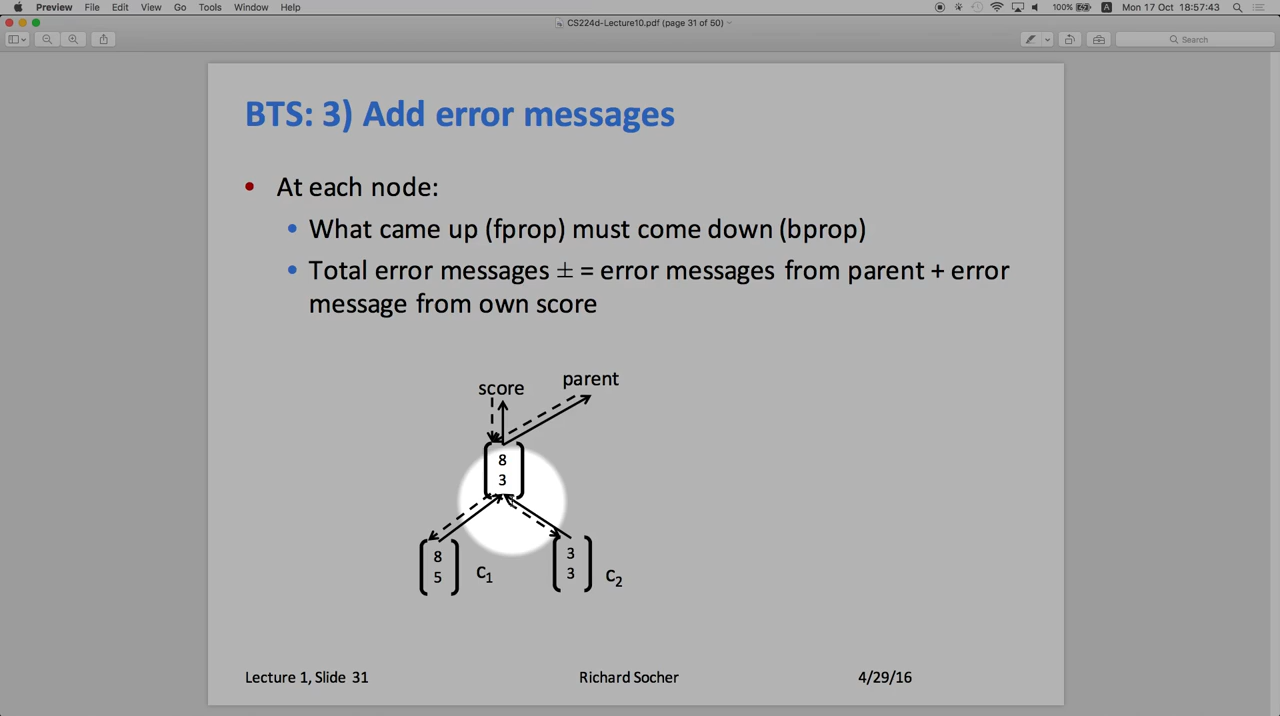 Preview File Edit View Go Tools Window Help 100% A Mon 17 Oct 18:57:43
CS224d-Lecture10.pdf (page 31 of 50)
Search
BTS: 3) Add error messages
• At each node:
• What came up (fprop) must come down (bprop)
• Total error messages ± = error messages from parent + error
message from own score
score parent
8
3
8
5
c1
3
3
c2
Lecture 1, Slide 31 Richard Socher 4/29/16